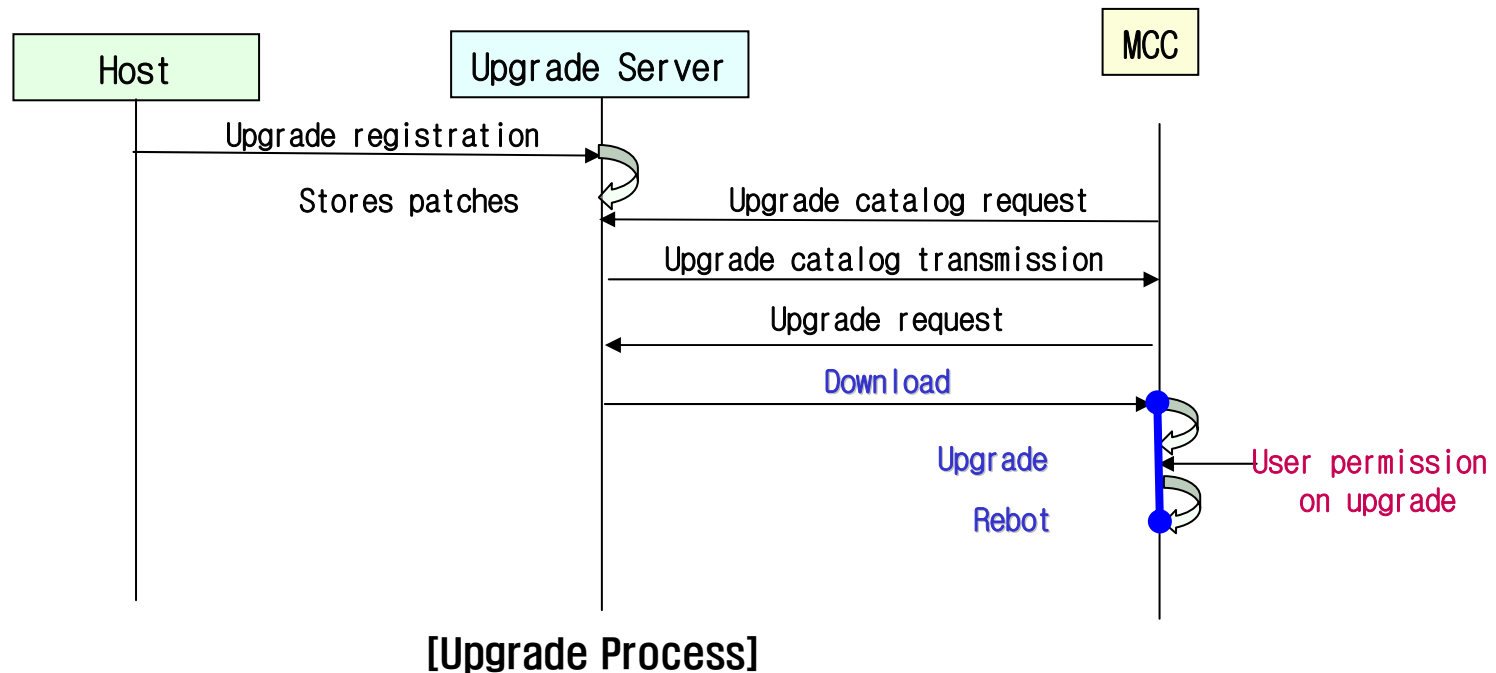 Host
Upgrade Server
MCC
Upgrade registration
Stores patches
Upgrade catalog request
Upgrade catalog transmission
Upgrade request
Download
Upgrade
User permission
on upgrade
Rebot
[Upgrade Process]